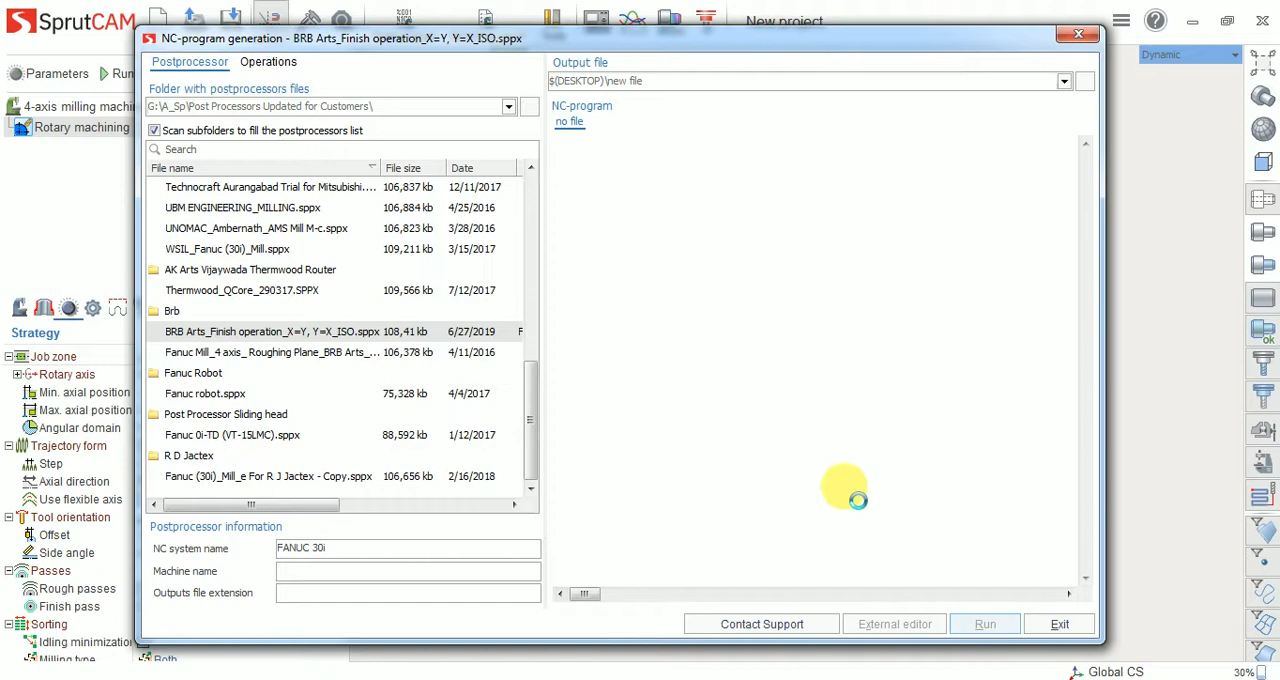 SprutCAM
New project
NC-program generation - BRB Arts_Finish operation_X=Y, Y=X_ISO.sppx
Parameters
Run
4-axis milling machi
Rotary machining
Dynamic
Postprocessor
Operations
Folder with postprocessors files
G:\A_Sp\Post Processors Updated for Customers\
Scan subfolders to fill the postprocessors list
Search
File name File size Date
Technocraft Aurangabad Trial for Mitsubishi.... 106,837 kb 12/11/2017
UBM ENGINEERING_MILLING.sppx 106,884 kb 4/25/2016
UNOMAC_Ambernath_AMS Mill M-c.sppx 106,823 kb 3/28/2016
WSIL_Fanuc (30i)_Mill.sppx 109,211 kb 3/15/2017
AK Arts Vijaywada Thermwood Router
Thermwood_QCore_290317.SPPX 109,566 kb 7/12/2017
Brb
BRB Arts_Finish operation_X=Y, Y=X_ISO.sppx 108,41 kb 6/27/2019 F
Fanuc Mill_4 axis_ Roughing Plane_BRB Arts_... 106,378 kb 4/11/2016
Fanuc Robot
Fanuc robot.sppx 75,328 kb 4/4/2017
Post Processor Sliding head
Fanuc 0i-TD (VT-15LMC).sppx 88,592 kb 1/12/2017
R D Jactex
Fanuc (30i)_Mill_e For R J Jactex - Copy.sppx 106,656 kb 2/16/2018
Postprocessor information
NC system name FANUC 30i
Machine name
Outputs file extension
Output file
$(DESKTOP)\new file
NC-program
no file
Contact Support
External editor
Run
Exit
Strategy
Job zone
Rotary axis
Min. axial position
Max. axial position
Angular domain
Trajectory form
Step
Axial direction
Use flexible axis
Tool orientation
Offset
Side angle
Passes
Rough passes
Finish pass
Sorting
Idling minimizatio
Milling type
Both
ok
Global CS
30%